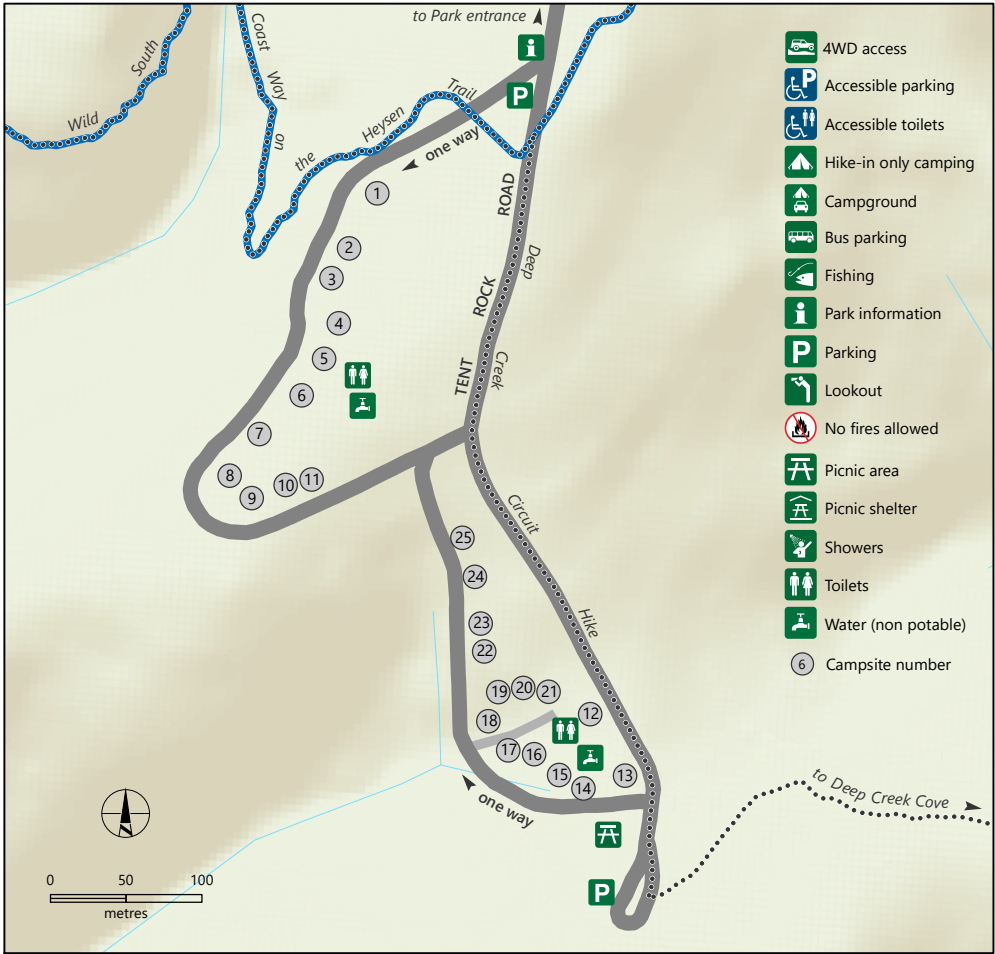 to Park entrance
Wild South
Coast Way on
the Heysen Trail
P
one way
TENT ROCK ROAD
Deep Creek
Circuit Hike
1
2
3
4
5
6
7
8
9
10
11
25
24
23
22
19
20
21
18
12
17
16
15
14
13
one way
P
to Deep Creek Cove
N
0 50 100
metres
4WD access
P
Accessible parking
Accessible toilets
Hike-in only camping
Campground
Bus parking
Fishing
Park information
P
Parking
Lookout
No fires allowed
Picnic area
Picnic shelter
Showers
Toilets
Water (non potable)
6 Campsite number